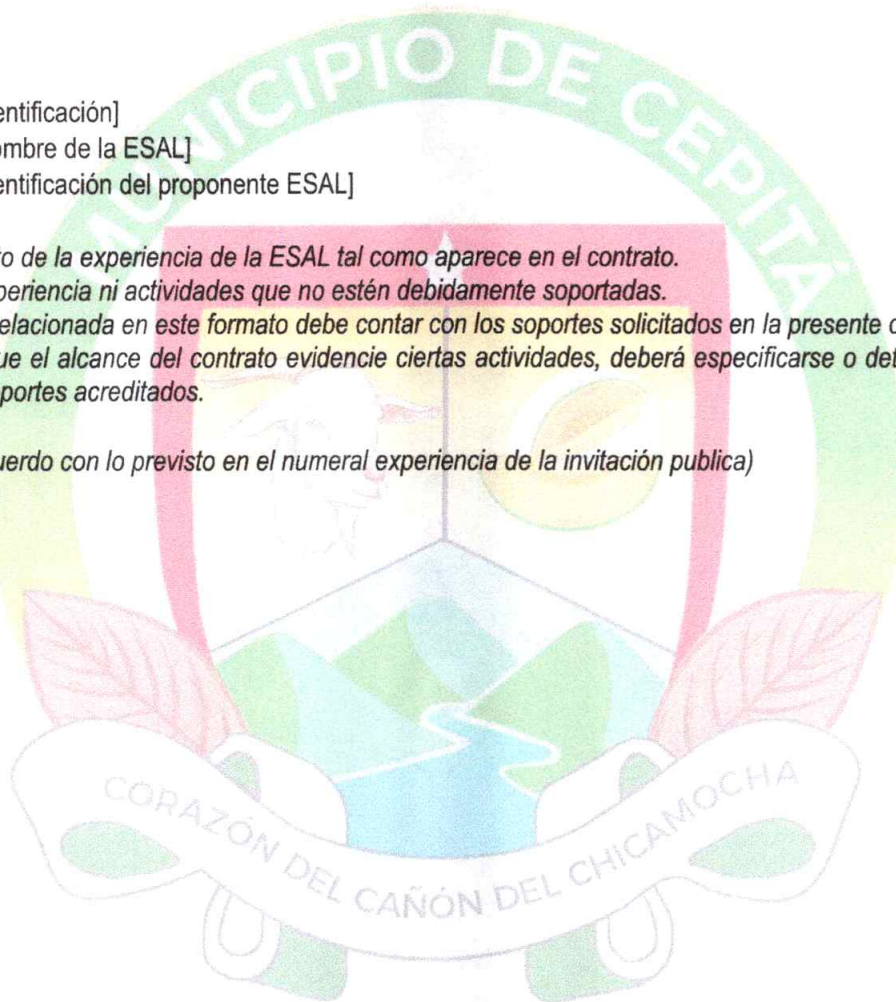 MUNICIPIO DE CEPITÁ
entificación]
ombre de la ESAL]
entificación del proponente ESAL]
to de la experiencia de la ESAL tal como aparece en el contrato.
periencia ni actividades que no estén debidamente soportadas.
elacionada en este formato debe contar con los soportes solicitados en la presente
ue el alcance del contrato evidencie ciertas actividades, deberá especificarse o det
portes acreditados.
uerdo con lo previsto en el numeral experiencia de la invitación publica)
CORAZÓN DEL CAÑÓN DEL CHICAMOCHA